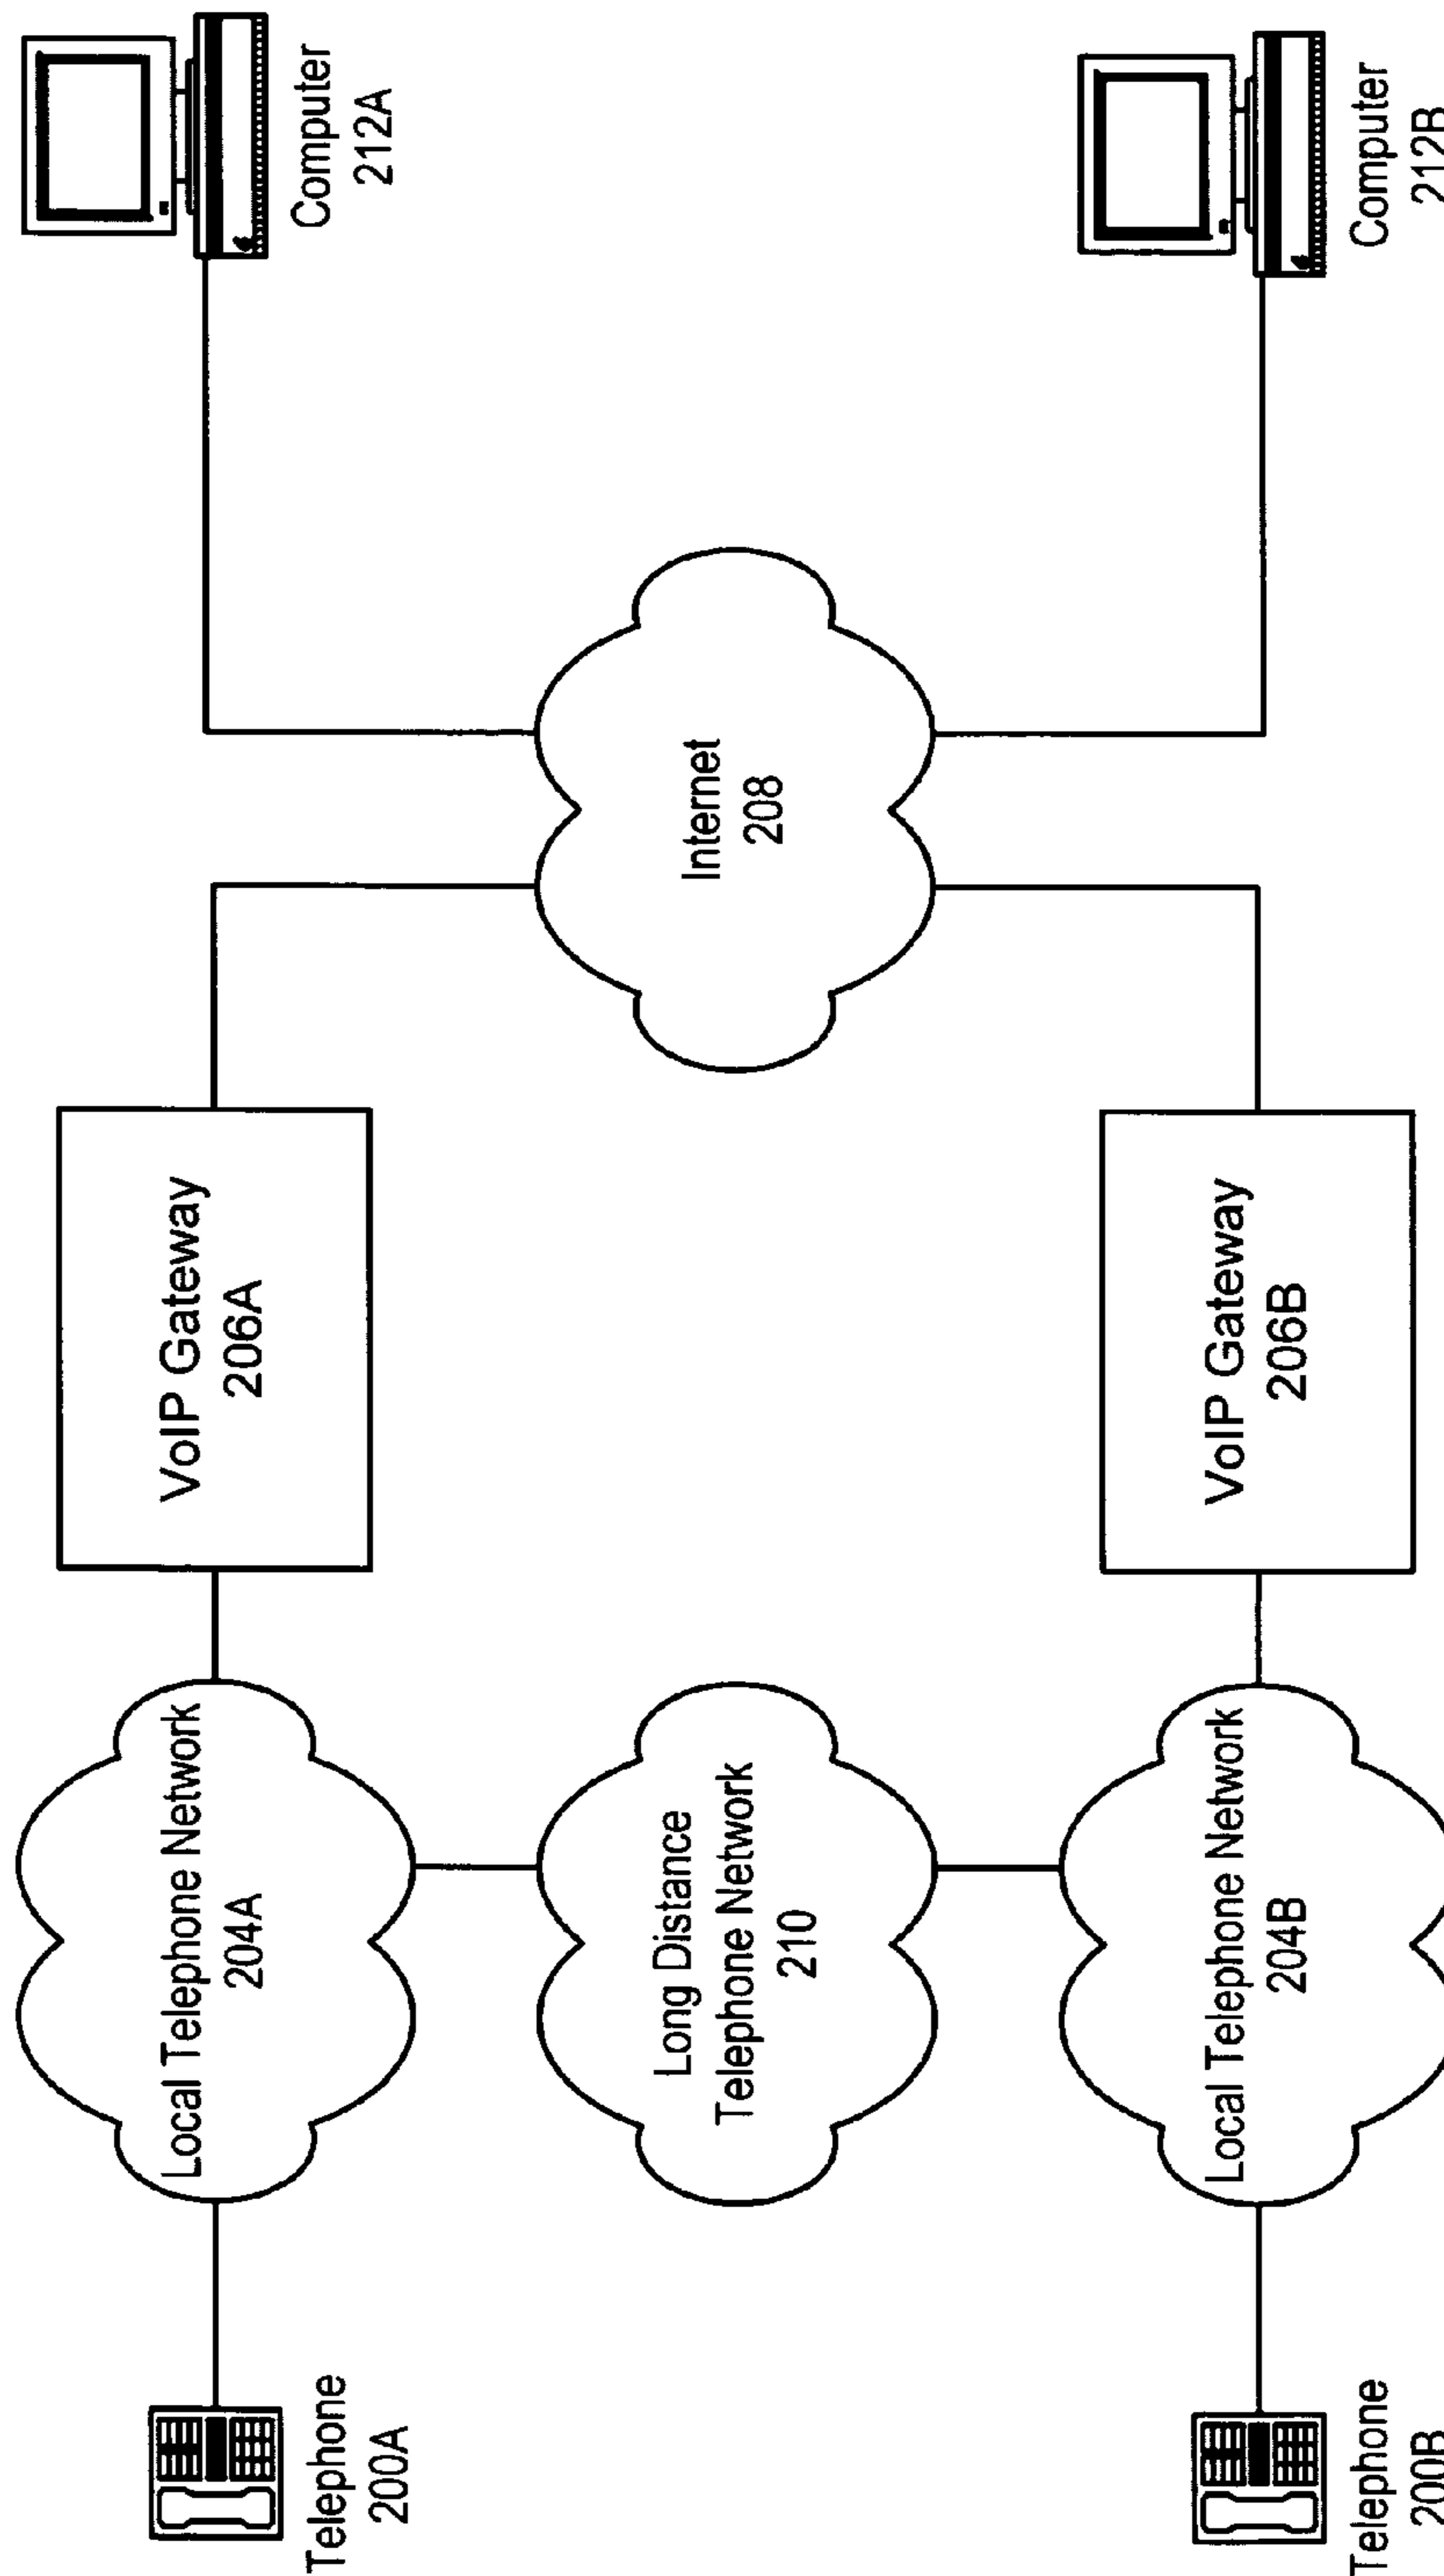 Telephone
200A
Local Telephone Network
204A
VoIP Gateway
206A
Computer
212A
Long Distance
Telephone Network
210
Internet
208
Telephone
200B
Local Telephone Network
204B
VoIP Gateway
206B
Computer
212B